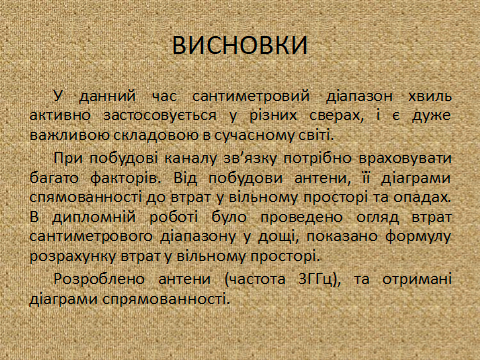 ВИСНОВКИ
У данний час сантиметровий діапазон хвиль
активно застосовується у різних сверах, і є дуже
важливою складовою в сучасному світі.
При побудові каналу зв’язку потрібно враховувати
багато факторів. Від побудови антени, її діаграми
спямованності до втрат у вільному просторі та опадах.
В дипломній роботі було проведено огляд втрат
сантиметрового діапазону у дощі, показано формулу
розрахунку втрат у вільному просторі.
Розроблено антени (частота 3ГГц), та отримані
діаграми спрямованності.